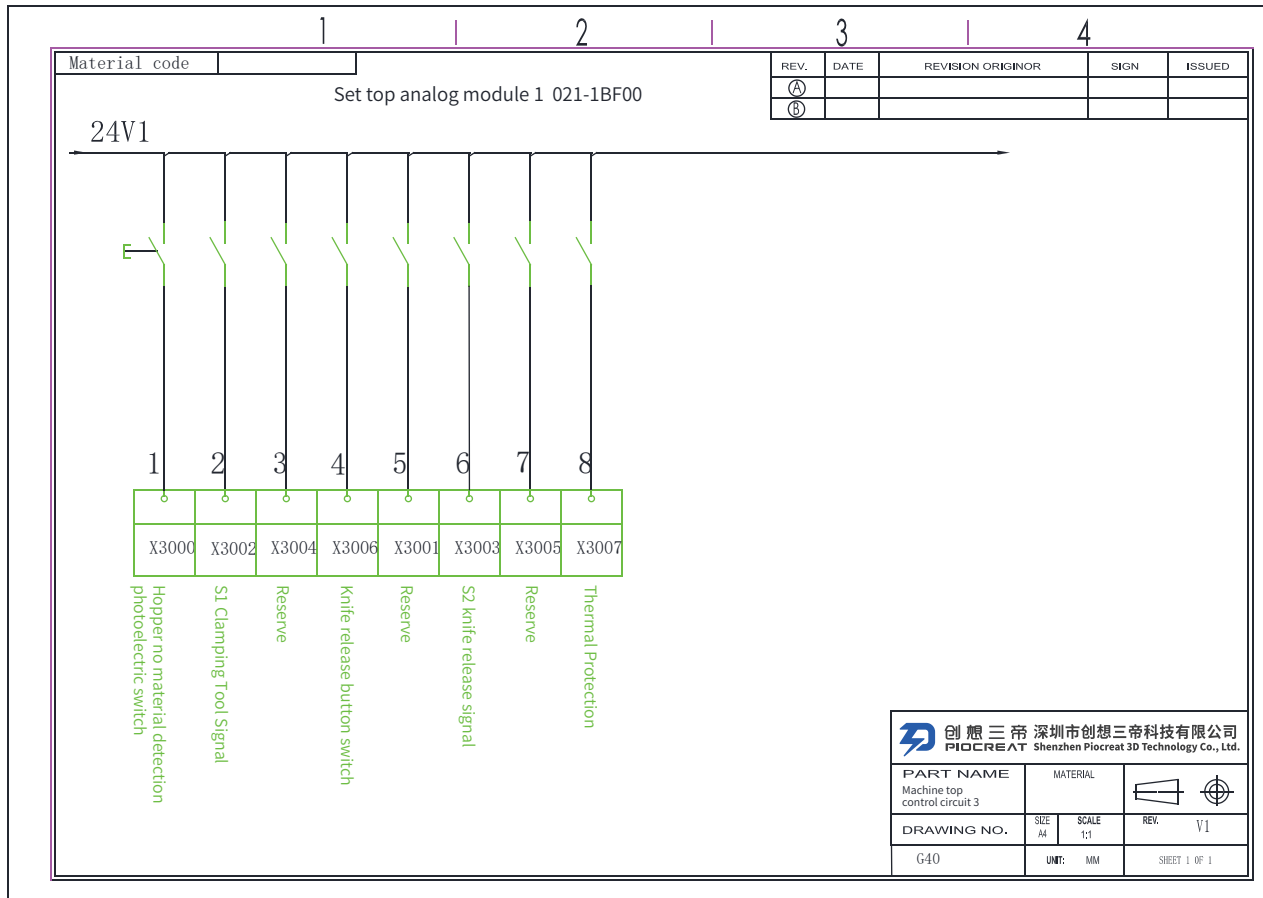 1 2 3 4
Material code
REV. DATE REVISION ORIGINOR SIGN ISSUED
A
B
Set top analog module 1 021-1BF00
24V1
1 2 3 4 5 6 7 8
X3000 X3002 X3004 X3006 X3001 X3003 X3005 X3007
Hopper no material detection
photoelectric switch
S1 Clamping Tool Signal
Reserve
Knife release button switch
Reserve
S2 knife release signal
Reserve
Thermal Protection
创想三帝 深圳市创想三帝科技有限公司
PIOCREAT Shenzhen Piocreat 3D Technology Co., Ltd.
PART NAME
Machine top
control circuit 3
MATERIAL
DRAWING NO.
SIZE
A4
SCALE
1:1
REV. V1
G40
UNIT: MM
SHEET 1 OF 1